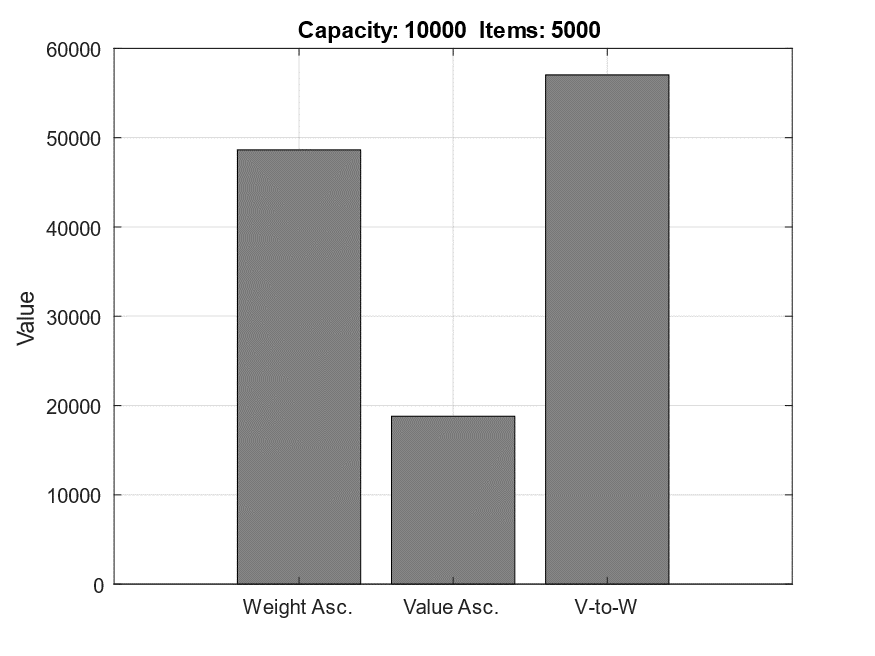 Capacity: 10000  Items: 5000
60000
50000
40000
30000
20000
10000
0
Value
Weight Asc.
Value Asc.
V-to-W